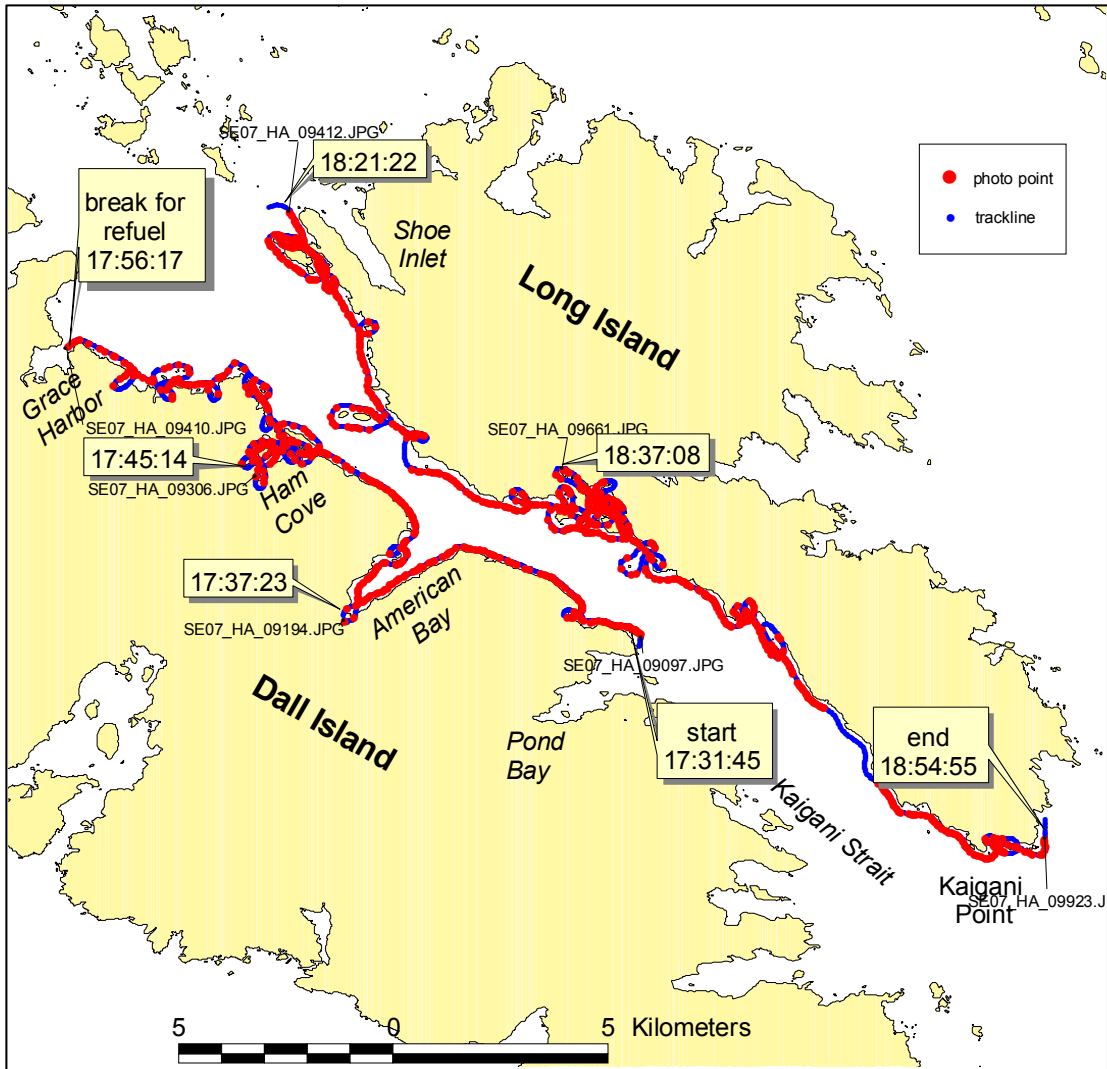 SE07_HA_09412.JPG
18:21:22
photo point
trackline
break for
refuel
17:56:17
Shoe
Inlet
Long Island
Grace
Harbor
SE07_HA_09410.JPG
17:45:14
SE07_HA_09306.JPG
Ham
Cove
SE07_HA_09661.JPG
18:37:08
17:37:23
SE07_HA_09194.JPG
American
Bay
SE07_HA_09097.JPG
Dall Island
Pond
Bay
start
17:31:45
end
18:54:55
Kaigani Strait
Kaigani
Point
SE07_HA_09923.J
5 0 5 Kilometers